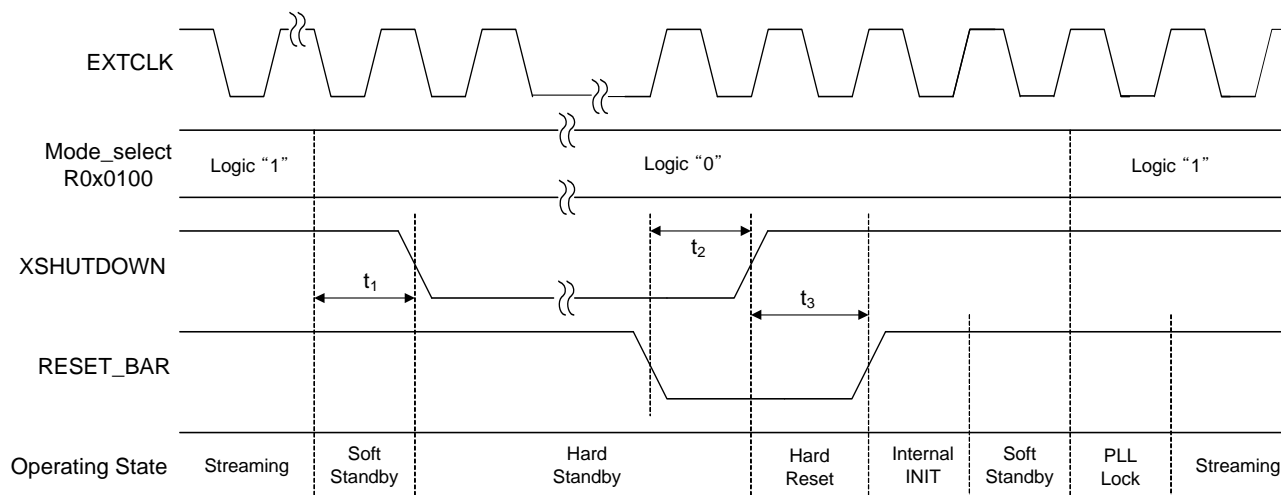 EXTCLK
Mode_select
R0x0100
Logic “1”
Logic “0”
Logic “1”
XSHUTDOWN
t1
t2
t3
RESET_BAR
Operating State
Streaming
Soft
Standby
Hard
Standby
Hard
Reset
Internal
INIT
Soft
Standby
PLL
Lock
Streaming